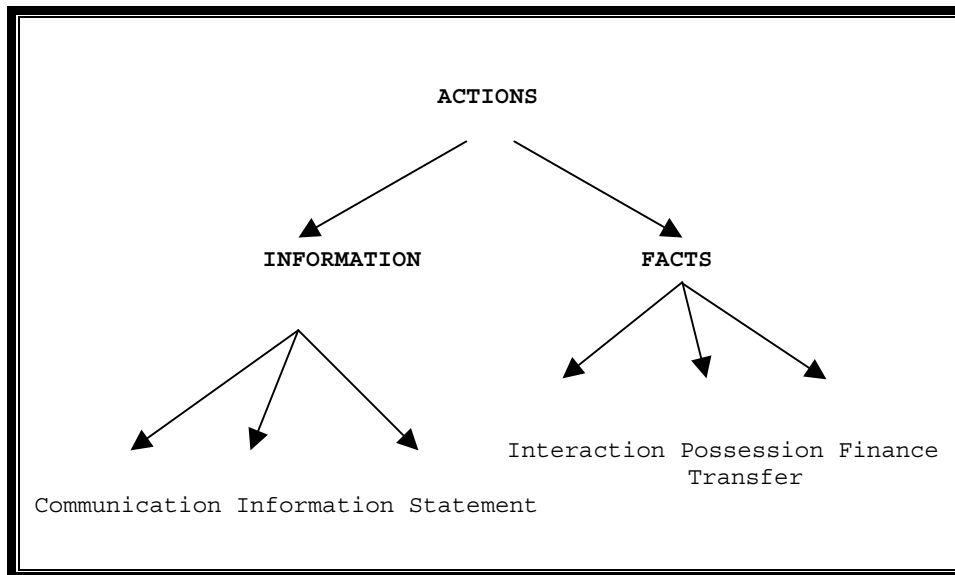 ACTIONS
INFORMATION FACTS
Interaction Possession Finance
Transfer
Communication Information Statement